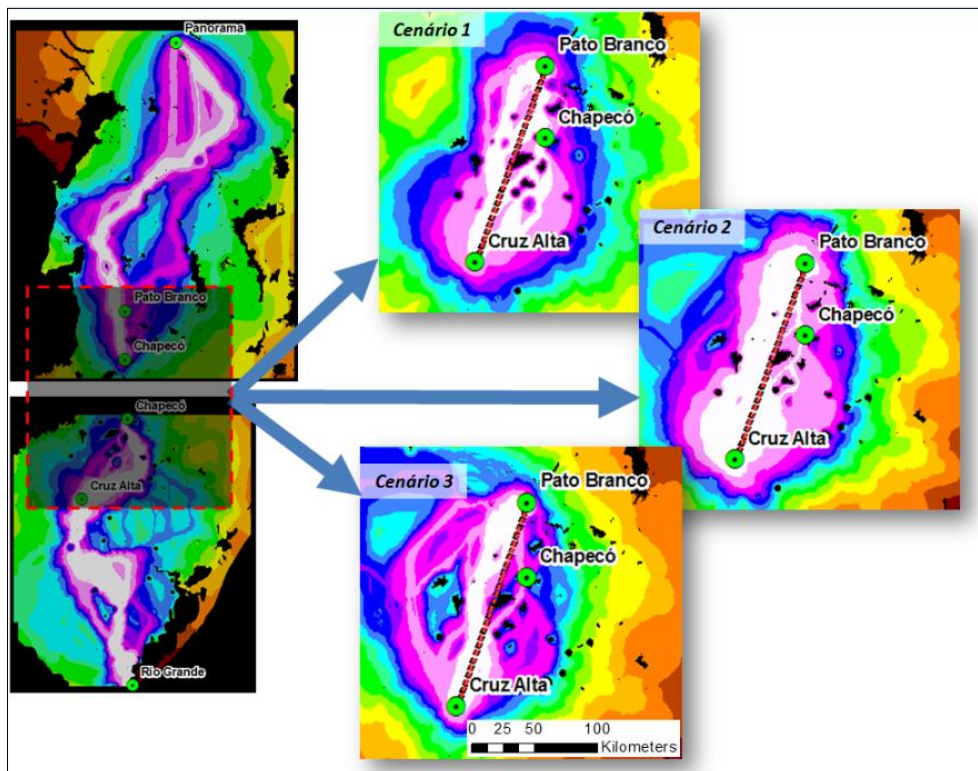 Panorama
Pato Branco
Chapecó
Chapecó
Cruz Alta
Rio Grande
Cenário 1
Pato Branco
Chapecó
Cruz Alta
Cenário 2
Pato Branco
Chapecó
Cruz Alta
Cenário 3
Pato Branco
Chapecó
Cruz Alta
0 25 50 100
Kilometers